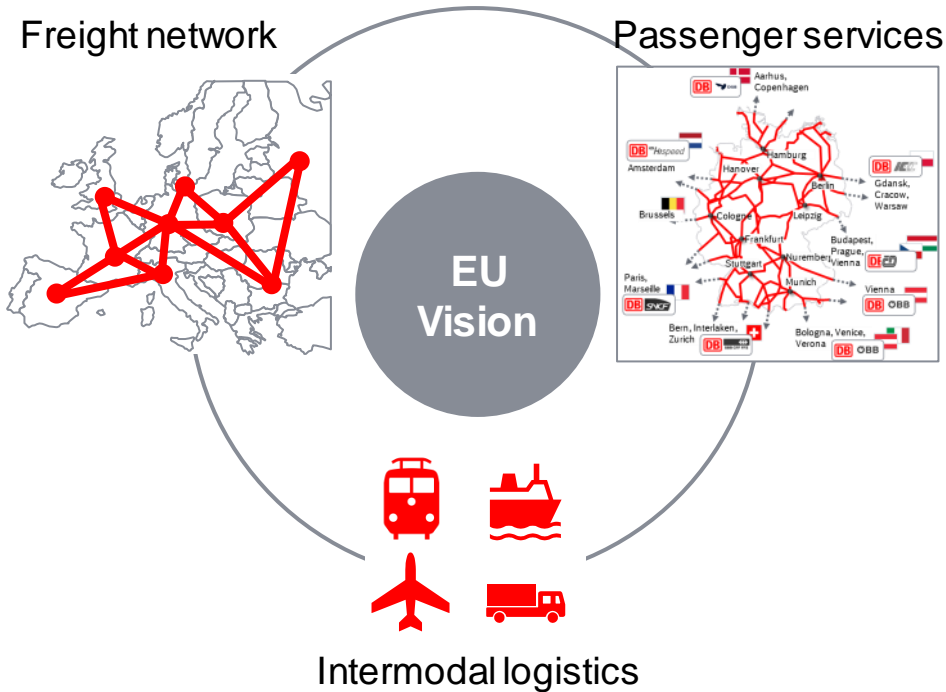 Freight network
Passenger services
EU
Vision
Intermodal logistics
DB
Aarhus,
Copenhagen
DB Hispeed
Amsterdam
Hamburg
Hanover
Berlin
DB
Gdansk,
Cracow,
Warsaw
Brussels
Cologne
Leipzig
Frankfurt
Budapest,
Prague,
Vienna
Stuttgart
Nuremberg
Munich
Paris,
Marseille
DB SNCF
Vienna
DB ÖBB
Bern, Interlaken,
Zurich
DB
Bologna, Venice,
Verona
DB ÖBB